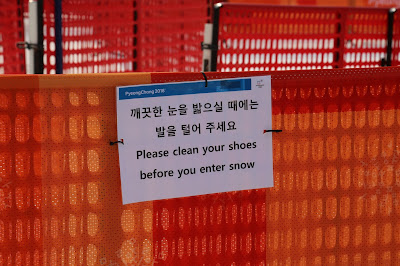 PyeongChang 2018
깨끗한 눈을 밟으실 때에는
발을 털어 주세요
Please clean your shoes
before you enter snow